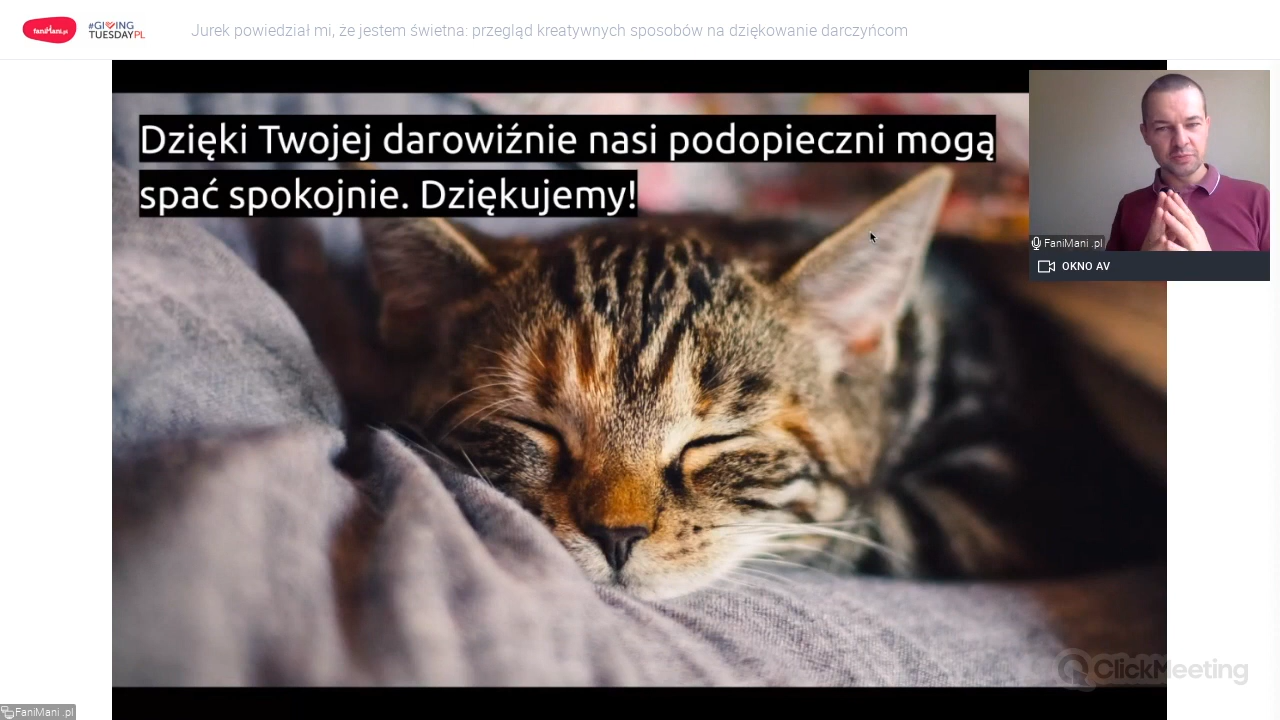 faniMani.pl
#GIVING
TUESDAYPL
Jurek powiedział mi, że jestem świetna: przegląd kreatywnych sposobów na dziękowanie darczyńcom
Dzięki Twojej darowiźnie nasi podopieczni mogą
spać spokojnie. Dziękujemy!
FaniMani .pl
OKNO AV
ClickMeeting
FaniMani .pl